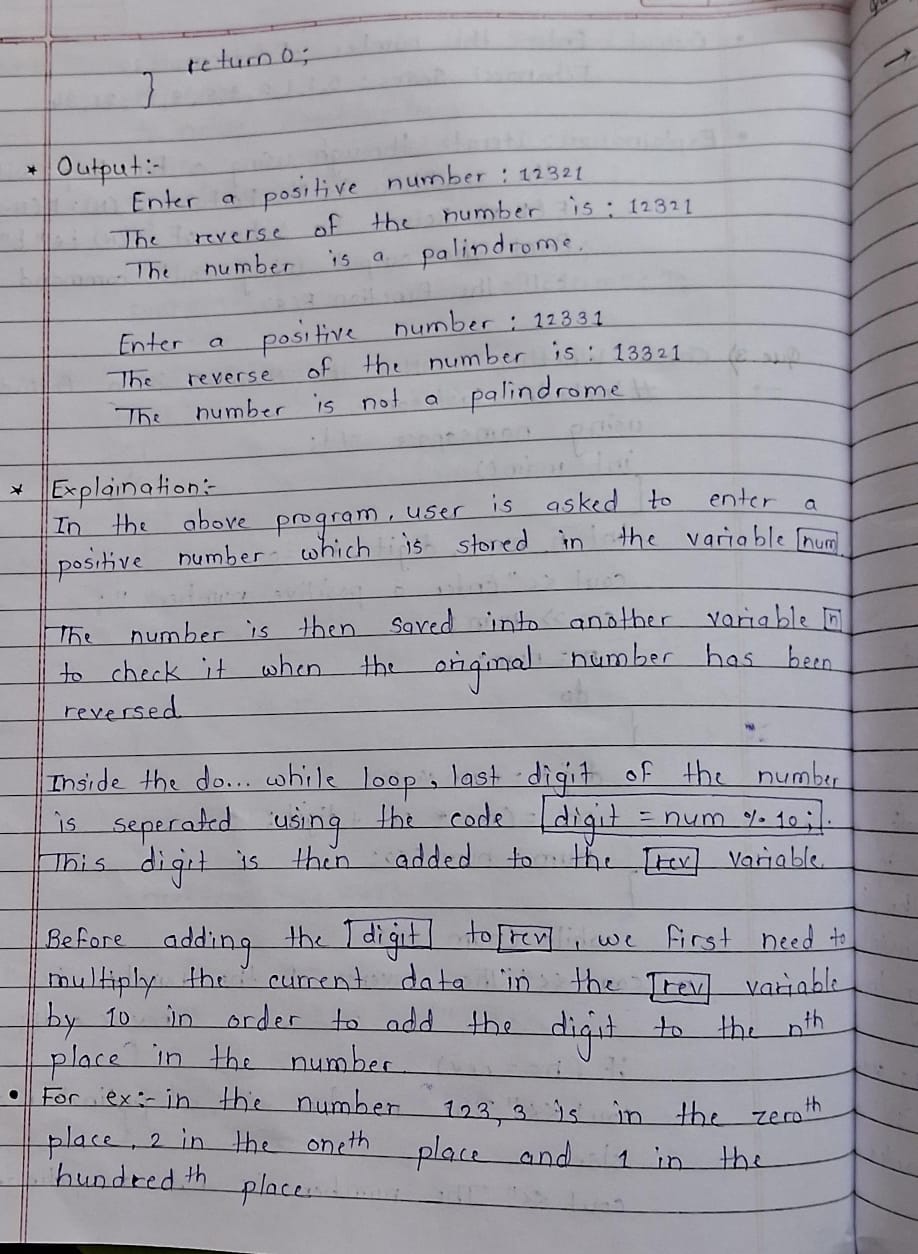 return 0;
}
* Output:-
Enter a positive number : 12321
The reverse of the number is : 12321
The number is a palindrome.
Enter a positive number : 12331
The reverse of the number is : 13321
The number is not a palindrome
* Explaination:-
In the above program, user is asked to enter a
positive number which is stored in the variable num.
The number is then saved into another variable n
to check it when the original number has been
reversed.
Inside the do... while loop, last digit of the number
is seperated using the code digit = num % 10;.
This digit is then added to the rev variable.
Before adding the digit to rev, we first need to
multiply the current data in the rev variable
by 10 in order to add the digit to the nth
place in the number.
• For ex:- in the number 123, 3 is in the zeroth
place, 2 in the oneth place and 1 in the
hundredth place.